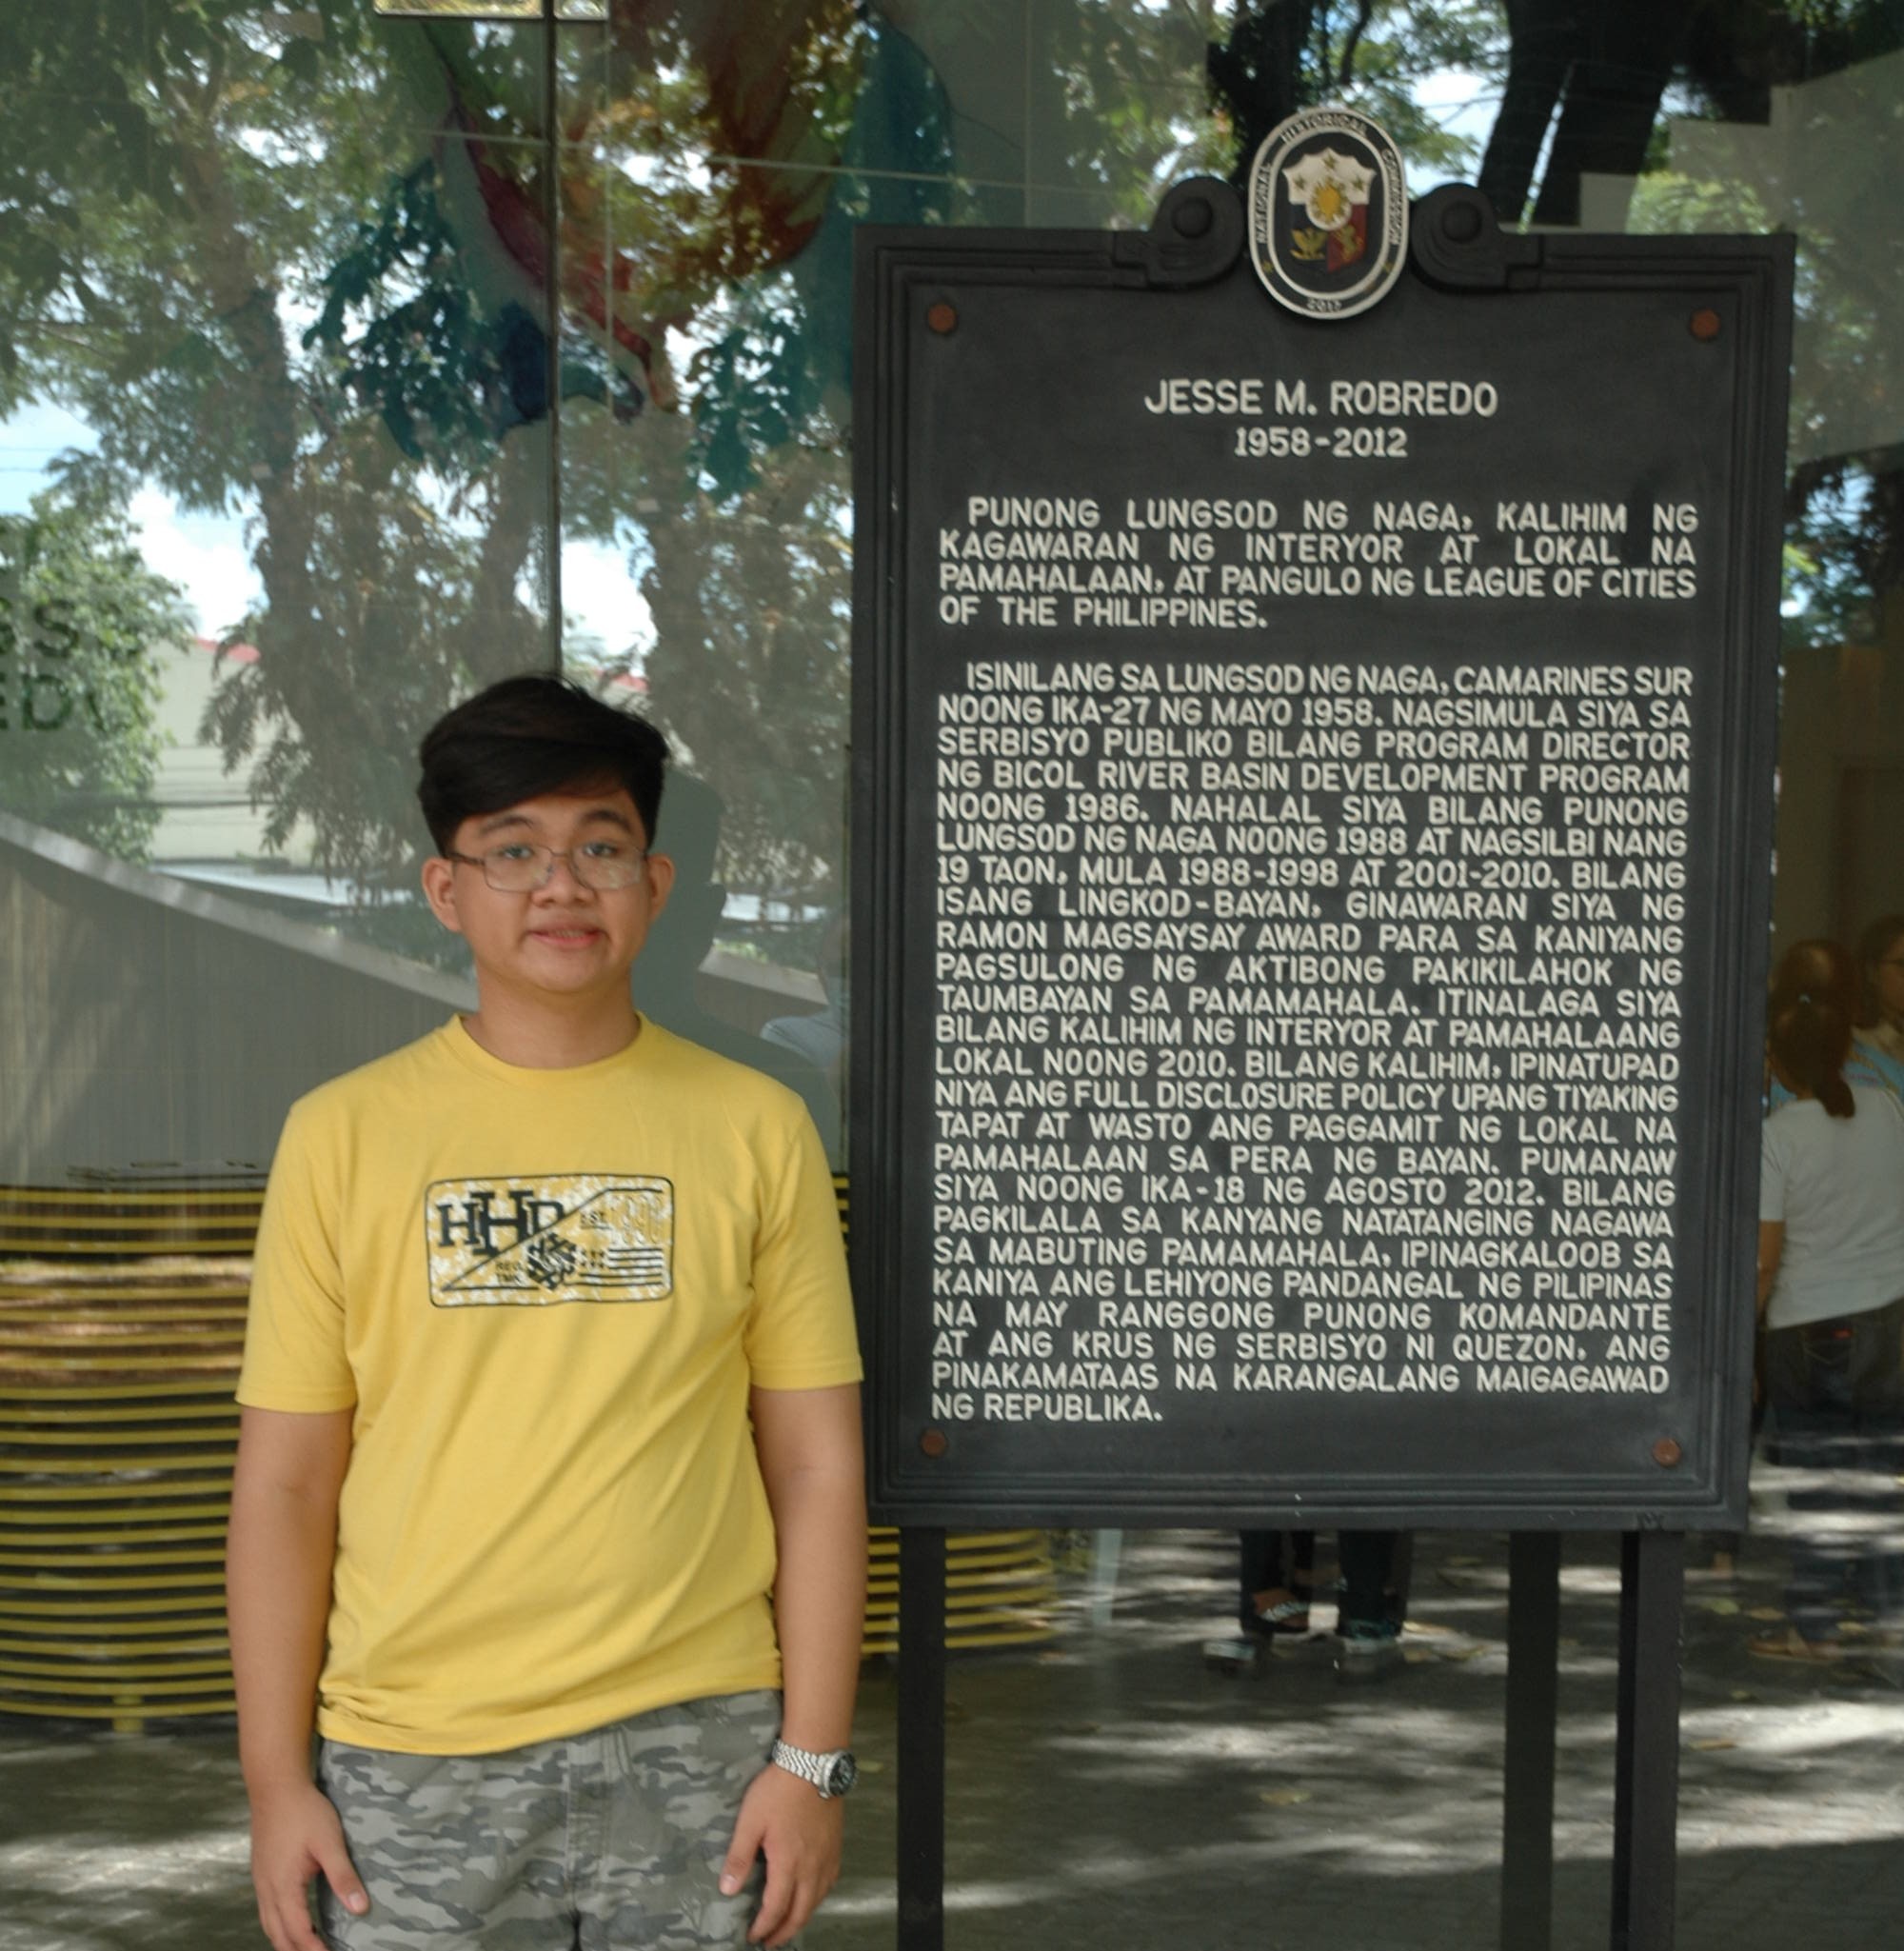 NATIONAL HISTORICAL COMMISSION
2017
JESSE M. ROBREDO
1958-2012
PUNONG LUNGSOD NG NAGA, KALIHIM NG
KAGAWARAN NG INTERYOR AT LOKAL NA
PAMAHALAAN, AT PANGULO NG LEAGUE OF CITIES
OF THE PHILIPPINES.
ISINILANG SA LUNGSOD NG NAGA, CAMARINES SUR
NOONG IKA-27 NG MAYO 1958. NAGSIMULA SIYA SA
SERBISYO PUBLIKO BILANG PROGRAM DIRECTOR
NG BICOL RIVER BASIN DEVELOPMENT PROGRAM
NOONG 1986. NAHALAL SIYA BILANG PUNONG
LUNGSOD NG NAGA NOONG 1988 AT NAGSILBI NANG
19 TAON, MULA 1988-1998 AT 2001-2010. BILANG
ISANG LINGKOD-BAYAN, GINAWARAN SIYA NG
RAMON MAGSAYSAY AWARD PARA SA KANIYANG
PAGSULONG NG AKTIBONG PAKIKILAHOK NG
TAUMBAYAN SA PAMAMAHALA. ITINALAGA SIYA
BILANG KALIHIM NG INTERYOR AT PAMAHALAANG
LOKAL NOONG 2010. BILANG KALIHIM, IPINATUPAD
NIYA ANG FULL DISCLOSURE POLICY UPANG TIYAKING
TAPAT AT WASTO ANG PAGGAMIT NG LOKAL NA
PAMAHALAAN SA PERA NG BAYAN. PUMANAW
SIYA NOONG IKA-18 NG AGOSTO 2012. BILANG
PAGKILALA SA KANYANG NATATANGING NAGAWA
SA MABUTING PAMAMAHALA, IPINAGKALOOB SA
KANIYA ANG LEHIYONG PANDANGAL NG PILIPINAS
NA MAY RANGGONG PUNONG KOMANDANTE
AT ANG KRUS NG SERBISYO NI QUEZON, ANG
PINAKAMATAAS NA KARANGALANG MAIGAGAWAD
NG REPUBLIKA.
HHP EST.
REG.
TMK.